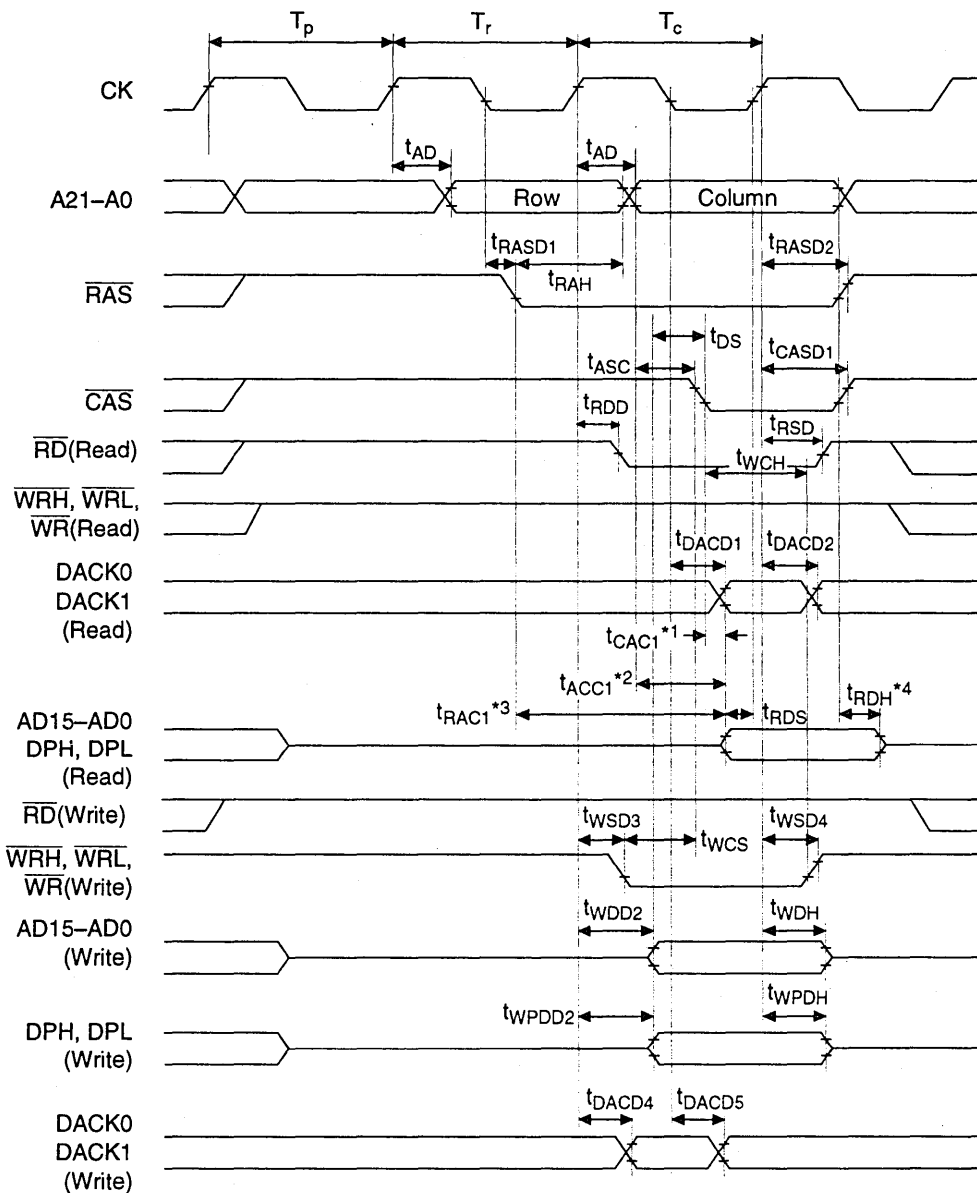 Tp Tr Tc
CK
tAD tAD
A21–A0 Row Column
tRASD1 tRASD2
RAS tRAH
tDS
tASC tCASD1
CAS
tRDD tRSD
RD(Read) tWCH
WRH, WRL,
WR(Read)
tDACD1 tDACD2
DACK0
DACK1
(Read)
tCAC1*1
tACC1*2
tRAC1*3 tRDS tRDH*4
AD15–AD0
DPH, DPL
(Read)
RD(Write)
tWSD3 tWCS tWSD4
WRH, WRL,
WR(Write)
tWDD2 tWDH
AD15–AD0
(Write)
tWPDD2 tWPDH
DPH, DPL
(Write)
tDACD4 tDACD5
DACK0
DACK1
(Write)